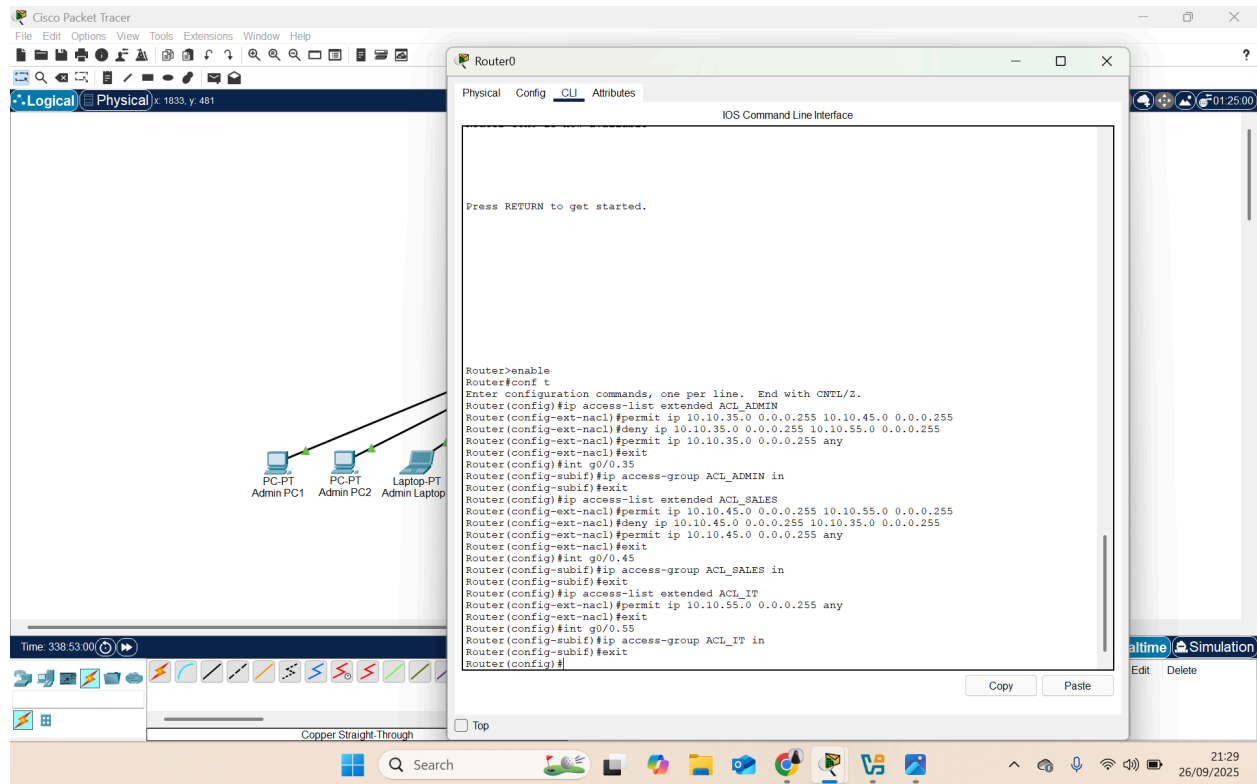 Cisco Packet Tracer
File Edit Options View Tools Extensions Window Help
?
Logical Physical x: 1833, y: 481
01:25:00
PC-PT
Admin PC1
PC-PT
Admin PC2
Laptop-PT
Admin Laptop
Router0
Physical Config CLI Attributes
IOS Command Line Interface
Press RETURN to get started.
Router>enable
Router#conf t
Enter configuration commands, one per line. End with CNTL/Z.
Router(config)#ip access-list extended ACL_ADMIN
Router(config-ext-nacl)#permit ip 10.10.35.0 0.0.0.255 10.10.45.0 0.0.0.255
Router(config-ext-nacl)#deny ip 10.10.35.0 0.0.0.255 10.10.55.0 0.0.0.255
Router(config-ext-nacl)#permit ip 10.10.35.0 0.0.0.255 any
Router(config-ext-nacl)#exit
Router(config)#int g0/0.35
Router(config-subif)#ip access-group ACL_ADMIN in
Router(config-subif)#exit
Router(config)#ip access-list extended ACL_SALES
Router(config-ext-nacl)#permit ip 10.10.45.0 0.0.0.255 10.10.55.0 0.0.0.255
Router(config-ext-nacl)#deny ip 10.10.45.0 0.0.0.255 10.10.35.0 0.0.0.255
Router(config-ext-nacl)#permit ip 10.10.45.0 0.0.0.255 any
Router(config-ext-nacl)#exit
Router(config)#int g0/0.45
Router(config-subif)#ip access-group ACL_SALES in
Router(config-subif)#exit
Router(config)#ip access-list extended ACL_IT
Router(config-ext-nacl)#permit ip 10.10.55.0 0.0.0.255 any
Router(config-ext-nacl)#exit
Router(config)#int g0/0.55
Router(config-subif)#ip access-group ACL_IT in
Router(config-subif)#exit
Router(config)#
Copy Paste
Top
Time: 338:53:00
altime Simulation
Edit Delete
Copper Straight-Through
Search
21:29
26/09/2025